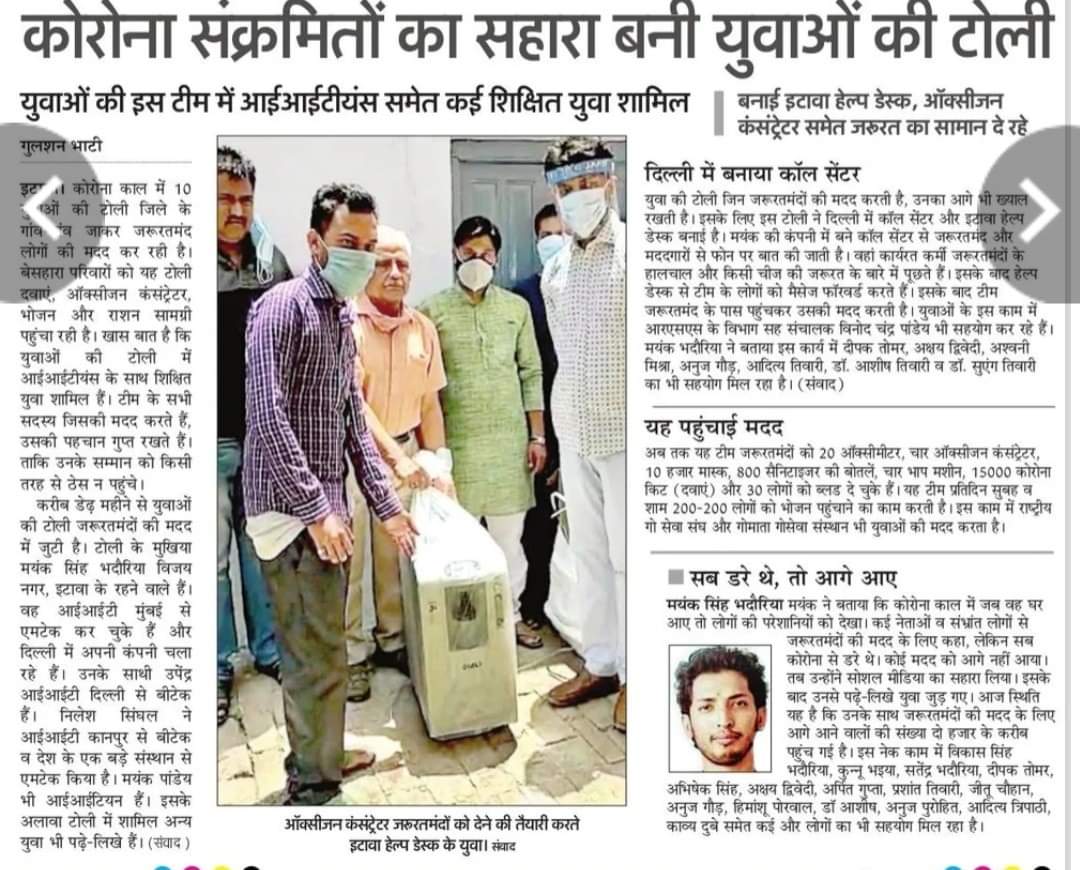 कोरोना संक्रमितों का सहारा बनी युवाओं की टोली
युवाओं की इस टीम में आईआईटीयंस समेत कई शिक्षित युवा शामिल
बनाई इटावा हेल्प डेस्क, ऑक्सीजन
कंसंट्रेटर समेत जरूरत का सामान दे रहे
गुलशन भाटी
कोरोना काल में 10
की टोली जिले के
गांव जाकर जरूरतमंद
लोगों की मदद कर रही है।
बेसहारा परिवारों को यह टोली
दवाएं, ऑक्सीजन कंसंट्रेटर,
भोजन और राशन सामग्री
पहुंचा रही है। खास बात है कि
युवाओं की टोली में
आईआईटीयंस के साथ शिक्षित
युवा शामिल हैं। टीम के सभी
सदस्य जिसकी मदद करते हैं,
उसकी पहचान गुप्त रखते हैं।
ताकि उनके सम्मान को किसी
तरह से ठेस न पहुंचे।
करीब डेढ़ महीने से युवाओं
की टोली जरूरतमंदों की मदद
में जुटी है। टोली के मुखिया
मयंक सिंह भदौरिया विजय
नगर, इटावा के रहने वाले हैं।
वह आईआईटी मुंबई से
एमटेक कर चुके हैं और
दिल्ली में अपनी कंपनी चला
रहे हैं। उनके साथी उपेंद्र
आईआईटी दिल्ली से बीटेक
हैं। निलेश सिंघल ने
आईआईटी कानपुर से बीटेक
व देश के एक बड़े संस्थान से
एमटेक किया है। मयंक पांडेय
भी आईआईटियन हैं। इसके
अलावा टोली में शामिल अन्य
युवा भी पढ़े-लिखे हैं। (संवाद)
ऑक्सीजन कंसंट्रेटर जरूरतमंदों को देने की तैयारी करते
इटावा हेल्प डेस्क के युवा। संवाद
दिल्ली में बनाया कॉल सेंटर
युवा की टोली जिन जरूरतमंदों की मदद करती है, उनका आगे भी ख्याल
रखती है। इसके लिए इस टोली ने दिल्ली में कॉल सेंटर और इटावा हेल्प
डेस्क बनाई है। मयंक की कंपनी में बने कॉल सेंटर से जरूरतमंद और
मददगारों से फोन पर बात की जाती है। वहां कार्यरत कर्मी जरूरतमंदों के
हालचाल और किसी चीज की जरूरत के बारे में पूछते हैं। इसके बाद हेल्प
डेस्क से टीम के लोगों को मैसेज फॉरवर्ड करते हैं। इसके बाद टीम
जरूरतमंद के पास पहुंचकर उसकी मदद करती है। युवाओं के इस काम में
आरएसएस के विभाग सह संचालक विनोद चंद्र पांडेय भी सहयोग कर रहे हैं।
मयंक भदौरिया ने बताया इस कार्य में दीपक तोमर, अक्षय द्विवेदी, अश्वनी
मिश्रा, अनुज गौड़, आदित्य तिवारी, डॉ. आशीष तिवारी व डॉ. सुएंग तिवारी
का भी सहयोग मिल रहा है। (संवाद)
यह पहुंचाई मदद
अब तक यह टीम जरूरतमंदों को 20 ऑक्सीमीटर, चार ऑक्सीजन कंसंट्रेटर,
10 हजार मास्क, 800 सैनिटाइजर की बोतलें, चार भाप मशीन, 15000 कोरोना
किट (दवाएं) और 30 लोगों को ब्लड दे चुके हैं। यह टीम प्रतिदिन सुबह व
शाम 200-200 लोगों को भोजन पहुंचाने का काम करती है। इस काम में राष्ट्रीय
गो सेवा संघ और गोमाता गोसेवा संस्थान भी युवाओं की मदद करता है।
सब डरे थे, तो आगे आए
मयंक सिंह भदौरिया मयंक ने बताया कि कोरोना काल में जब वह घर
आए तो लोगों की परेशानियों को देखा। कई नेताओं व संभ्रांत लोगों से
जरूरतमंदों की मदद के लिए कहा, लेकिन सब
कोरोना से डरे थे। कोई मदद को आगे नहीं आया।
तब उन्होंने सोशल मीडिया का सहारा लिया। इसके
बाद उनसे पढ़े-लिखे युवा जुड़ गए। आज स्थिति
यह है कि उनके साथ जरूरतमंदों की मदद के लिए
आगे आने वालों की संख्या दो हजार के करीब
पहुंच गई है। इस नेक काम में विकास सिंह
भदौरिया, कुन्नू भइया, सतेंद्र भदौरिया, दीपक तोमर,
अभिषेक सिंह, अक्षय द्विवेदी, अर्पित गुप्ता, प्रशांत तिवारी, जीतू चौहान,
अनुज गौड़, हिमांशु पोरवाल, डॉ आशीष, अनुज पुरोहित, आदित्य त्रिपाठी,
काव्य दुबे समेत कई और लोगों का भी सहयोग मिल रहा है।